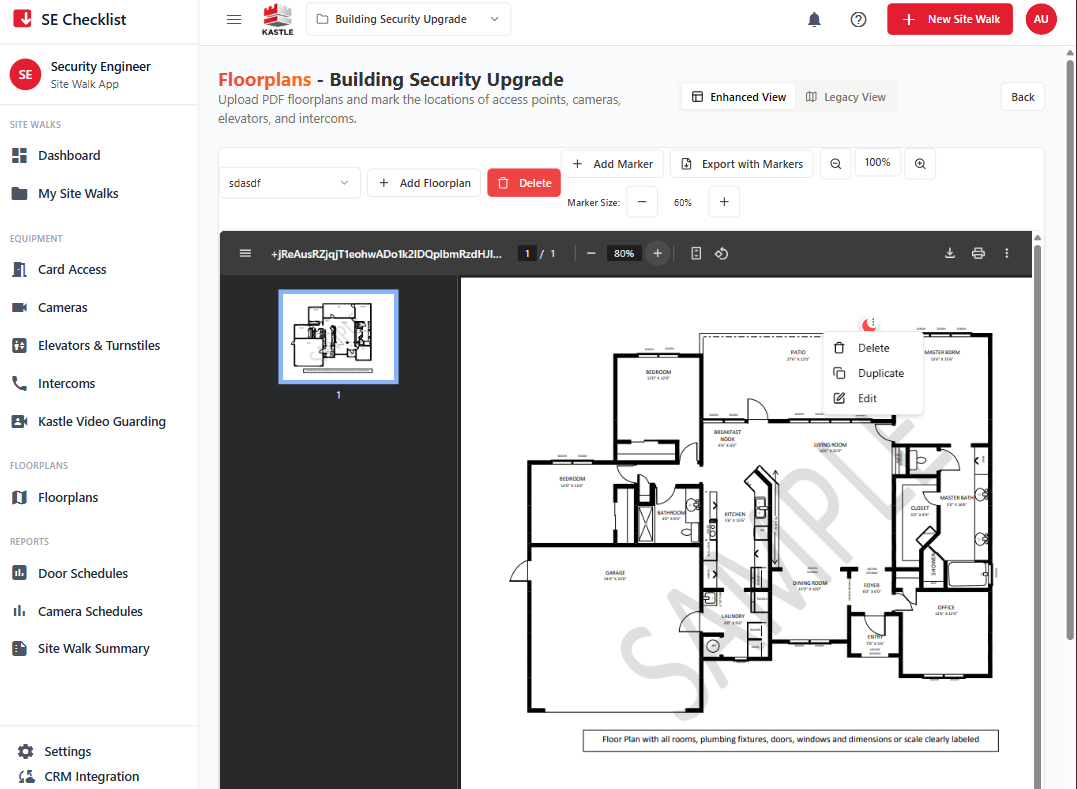 SE Checklist
KASTLE
Building Security Upgrade
New Site Walk
AU
SE
Security Engineer
Site Walk App
SITE WALKS
Dashboard
My Site Walks
EQUIPMENT
Card Access
Cameras
Elevators & Turnstiles
Intercoms
Kastle Video Guarding
FLOORPLANS
Floorplans
REPORTS
Door Schedules
Camera Schedules
Site Walk Summary
Settings
CRM Integration
Floorplans - Building Security Upgrade
Upload PDF floorplans and mark the locations of access points, cameras,
elevators, and intercoms.
Enhanced View
Legacy View
Back
sdasdf
Add Floorplan
Delete
Add Marker
Export with Markers
100%
Marker Size:
60%
1 / 1
80%
1
Delete
Duplicate
Edit
PATIO
MASTER BDRM
BEDROOM
BREAKFAST
NOOK
LIVING ROOM
BEDROOM
BATHROOM
KITCHEN
CLOSET
MASTER BATH
SHOWER
GARAGE
DINING ROOM
FOYER
LAUNDRY
ENTRY
OFFICE
SAMPLE
Floor Plan with all rooms, plumbing fixtures, doors, windows and dimensions or scale clearly labeled